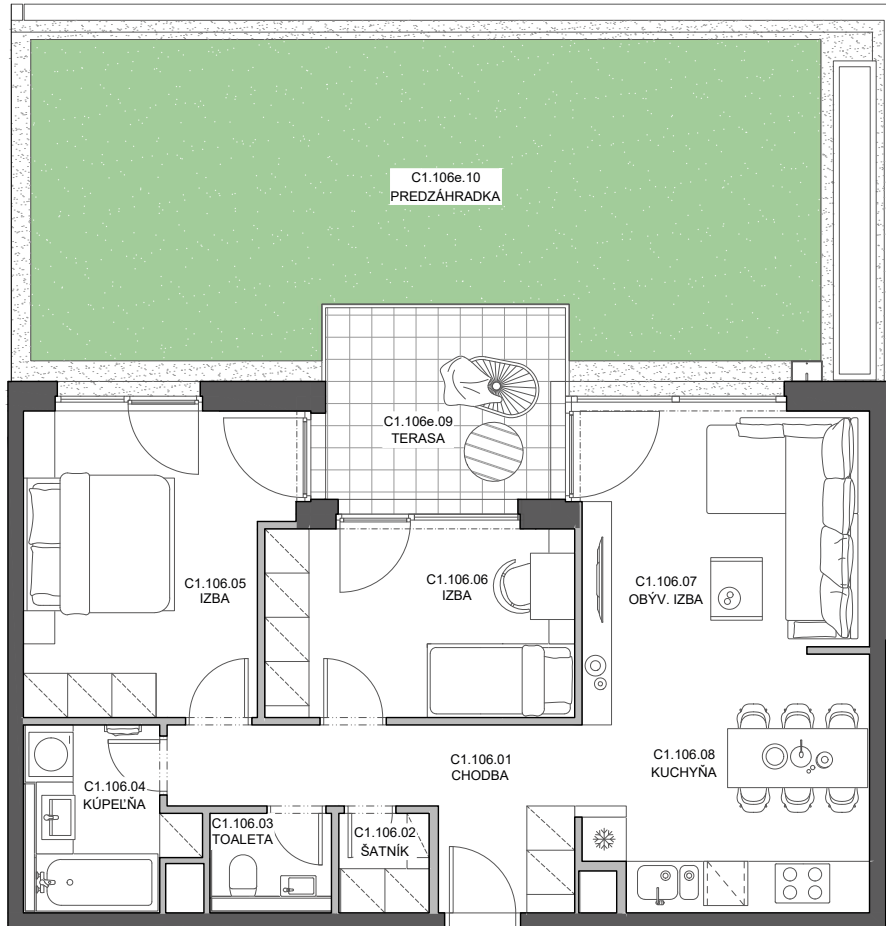 C1.106e.10
PREDZÁHRADKA
C1.106e.09
TERASA
C1.106.05
IZBA
C1.106.06
IZBA
C1.106.07
OBÝV. IZBA
C1.106.01
CHODBA
C1.106.08
KUCHYŇA
C1.106.04
KÚPEĽŇA
C1.106.03
TOALETA
C1.106.02
ŠATNÍK